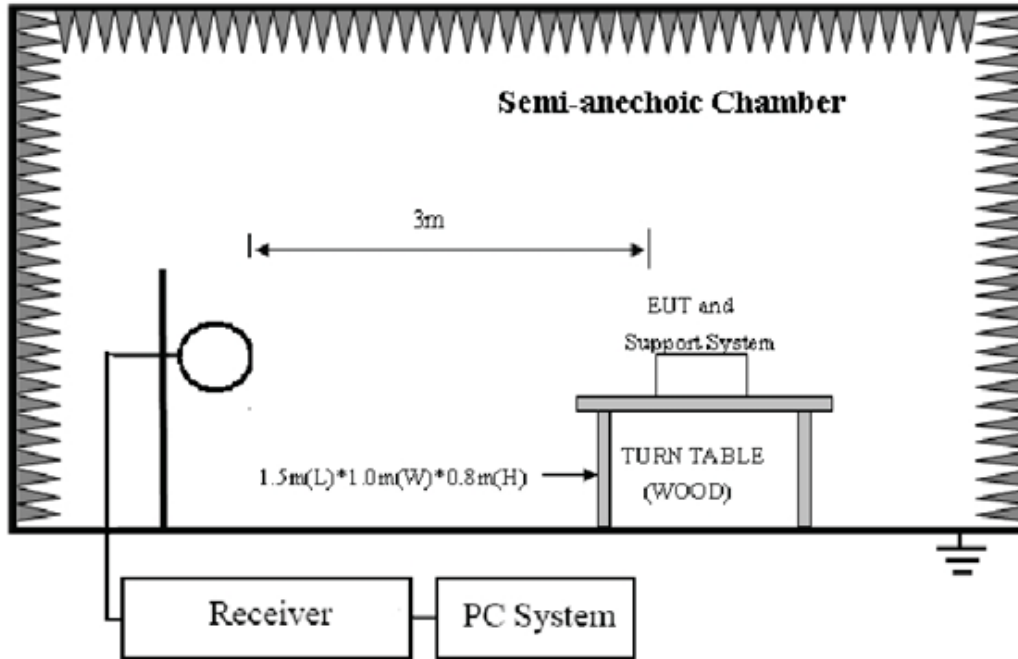 Semi-anechoic Chamber
3m
EUT and
Support System
1.5m(L)*1.0m(W)*0.8m(H)
TURN TABLE
(WOOD)
Receiver
PC System